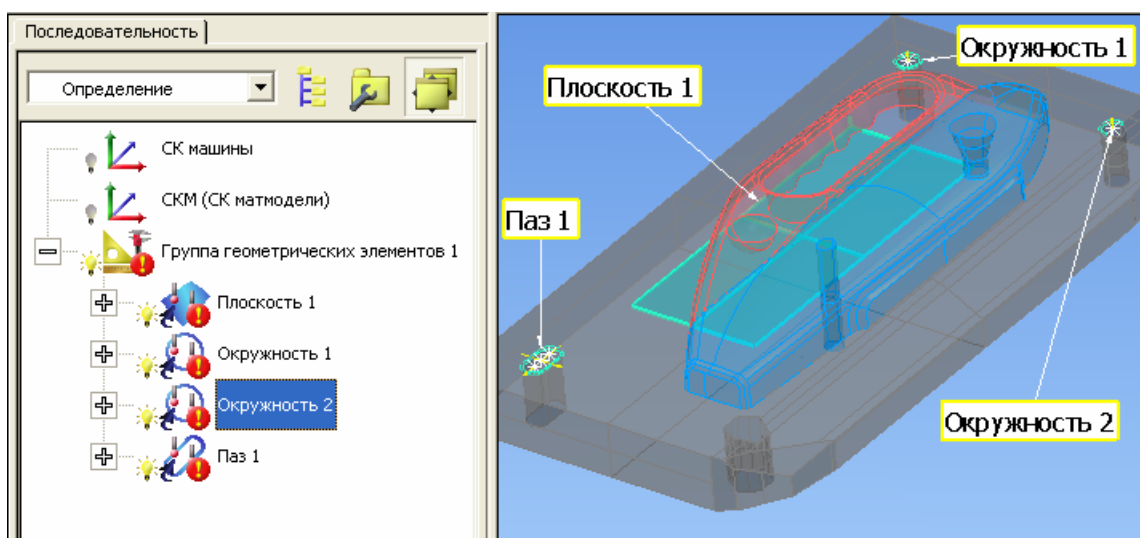 Последовательность
Определение
СК машины
СКМ (СК матмодели)
Группа геометрических элементов 1
Плоскость 1
Окружность 1
Окружность 2
Паз 1
Окружность 1
Плоскость 1
Паз 1
Окружность 2